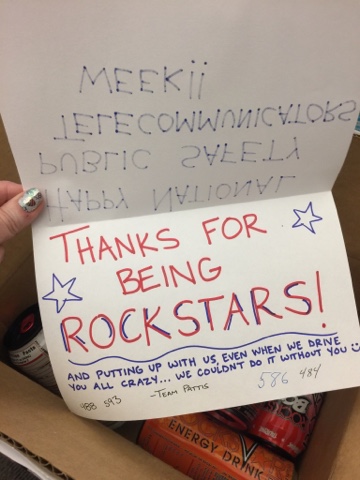 HAPPY NATIONAL
PUBLIC SAFETY
TELECOMMUNICATORS
WEEK!!
THANKS FOR
BEING
ROCKSTARS!
AND PUTTING UP WITH US, EVEN WHEN WE DRIVE
YOU ALL CRAZY... WE COULDNT DO IT WITHOUT YOU
488 593 -TEAM PATTIS 586 484
ENERGY DRINK